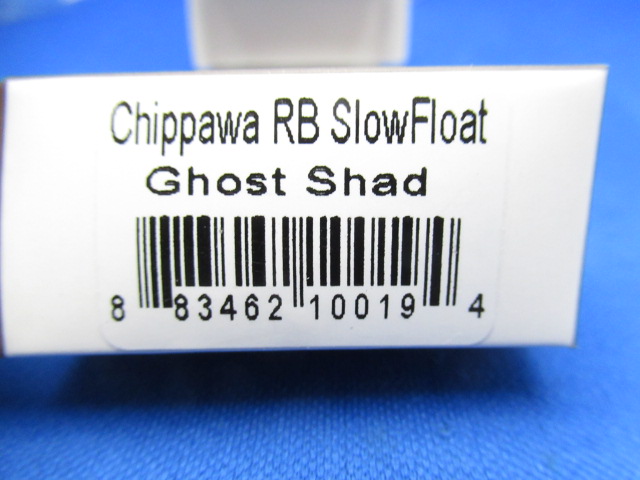 Chippawa RB SlowFloat
Ghost Shad
8 83462 10019 4